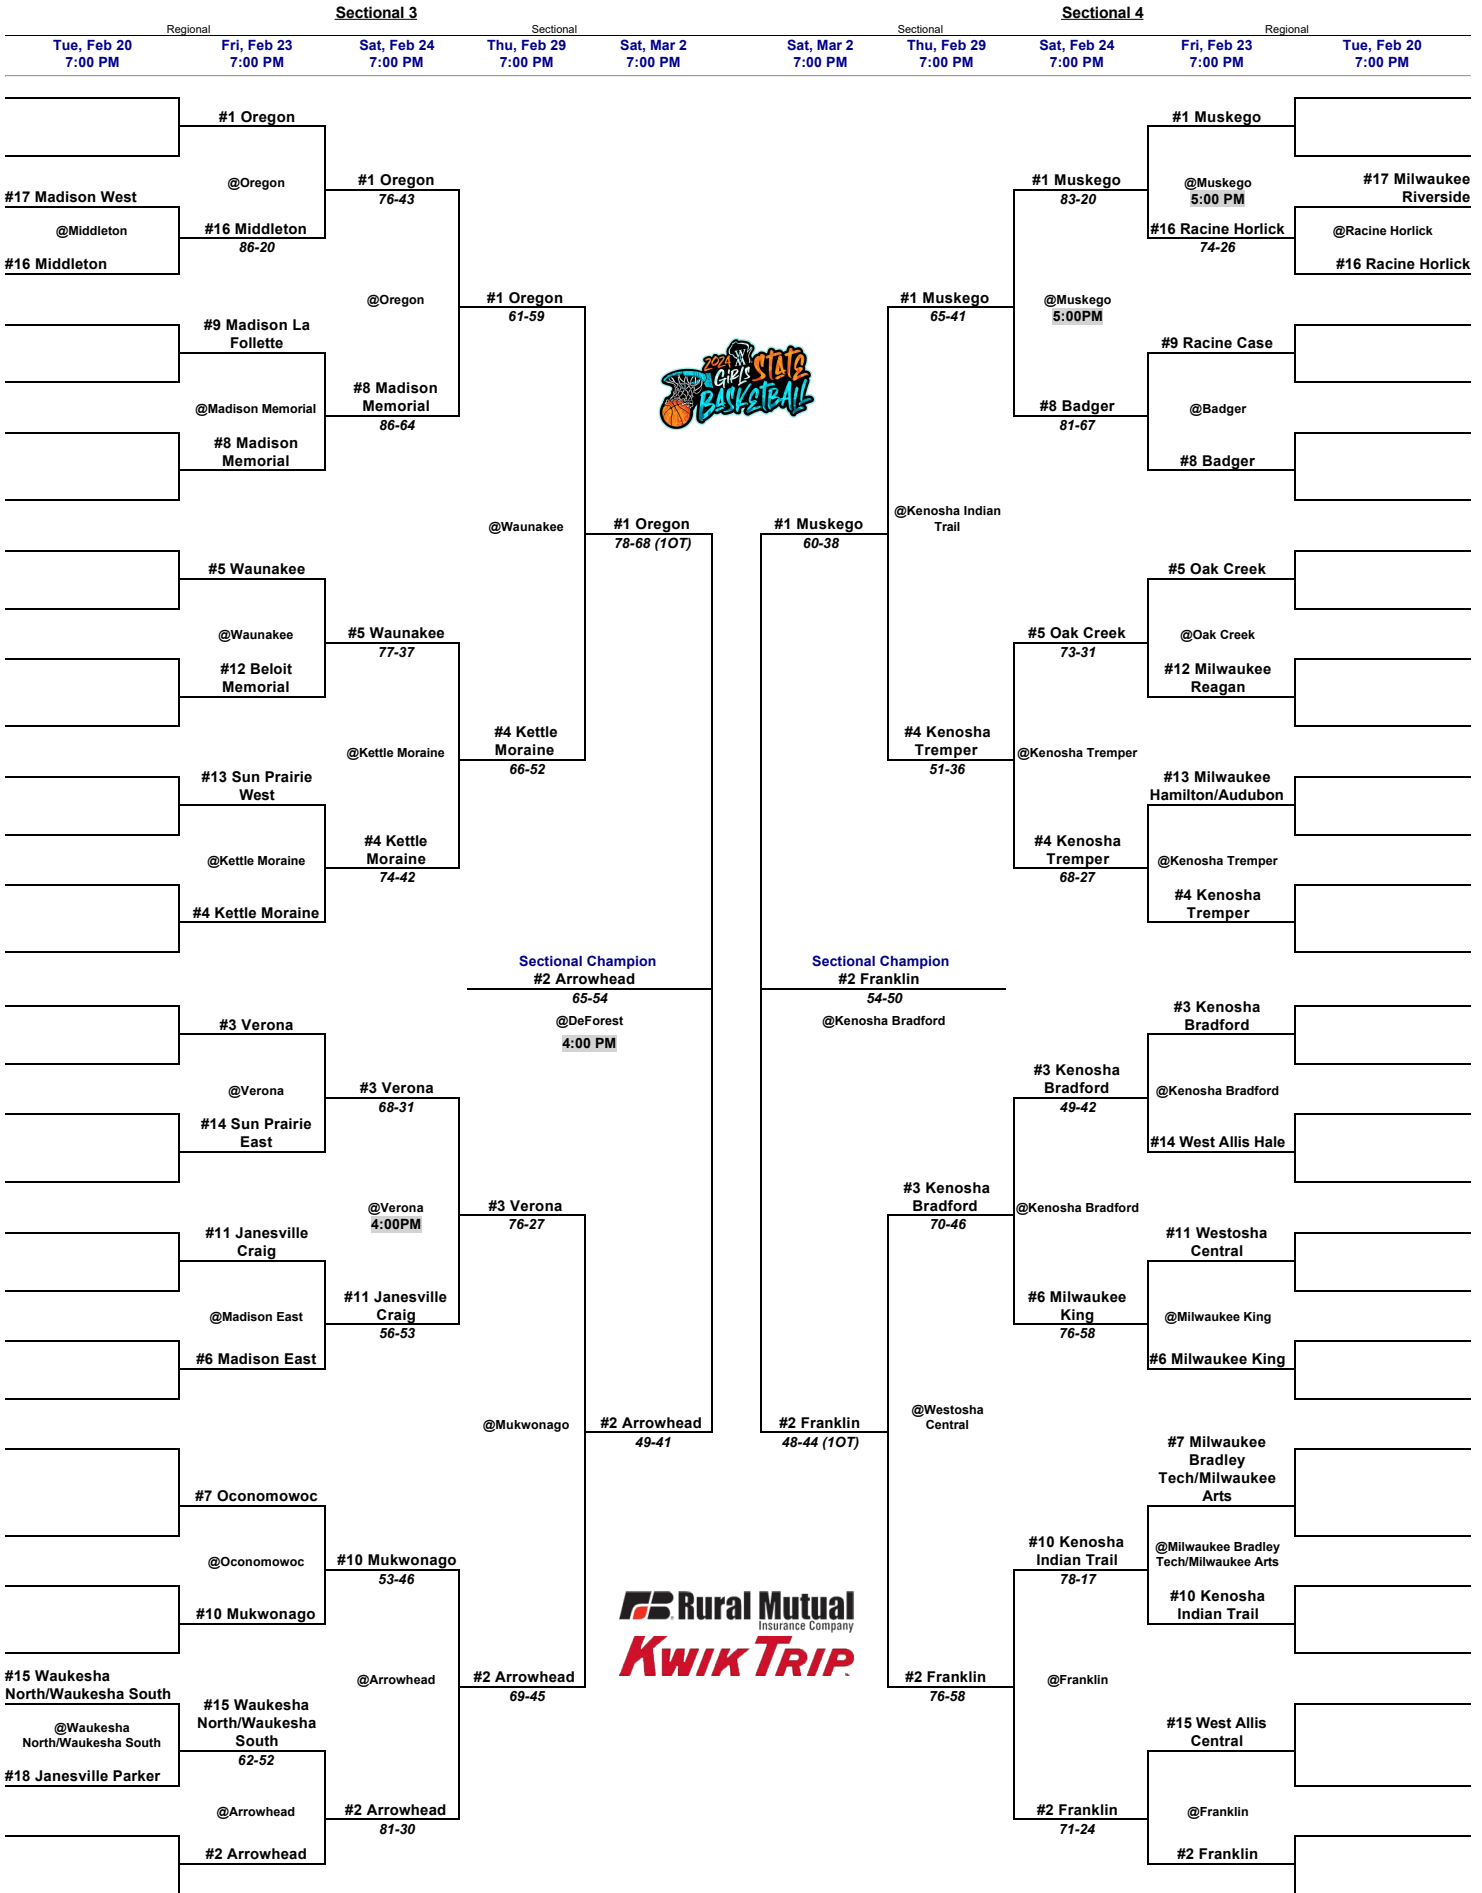 Sectional 3
Sectional 4
Regional
Sectional
Sectional
Regional
Tue, Feb 20
7:00 PM
Fri, Feb 23
7:00 PM
Sat, Feb 24
7:00 PM
Thu, Feb 29
7:00 PM
Sat, Mar 2
7:00 PM
Sat, Mar 2
7:00 PM
Thu, Feb 29
7:00 PM
Sat, Feb 24
7:00 PM
Fri, Feb 23
7:00 PM
Tue, Feb 20
7:00 PM
#17 Madison West
@Middleton
#16 Middleton
#15 Waukesha
North/Waukesha South
@Waukesha
North/Waukesha South
#18 Janesville Parker
#1 Oregon
@Oregon
#16 Middleton
86-20
#9 Madison La
Follette
@Madison Memorial
#8 Madison
Memorial
#5 Waunakee
@Waunakee
#12 Beloit
Memorial
#13 Sun Prairie
West
@Kettle Moraine
#4 Kettle Moraine
#3 Verona
@Verona
#14 Sun Prairie
East
#11 Janesville
Craig
@Madison East
#6 Madison East
#7 Oconomowoc
@Oconomowoc
#10 Mukwonago
#15 Waukesha
North/Waukesha
South
62-52
@Arrowhead
#2 Arrowhead
#1 Oregon
76-43
@Oregon
#8 Madison
Memorial
86-64
#5 Waunakee
77-37
@Kettle Moraine
#4 Kettle
Moraine
74-42
#3 Verona
68-31
@Verona
4:00PM
#11 Janesville
Craig
56-53
#10 Mukwonago
53-46
@Arrowhead
#2 Arrowhead
81-30
#1 Oregon
61-59
@Waunakee
#4 Kettle
Moraine
66-52
#3 Verona
76-27
@Mukwonago
#2 Arrowhead
69-45
#1 Oregon
78-68 (1OT)
Sectional Champion
#2 Arrowhead
65-54
@DeForest
4:00 PM
#2 Arrowhead
49-41
2024
GIRLS STATE
BASKETBALL
Rural Mutual
Insurance Company
KWIK TRIP
#1 Muskego
60-38
Sectional Champion
#2 Franklin
54-50
@Kenosha Bradford
#2 Franklin
48-44 (1OT)
#1 Muskego
65-41
@Kenosha Indian
Trail
#4 Kenosha
Tremper
51-36
#3 Kenosha
Bradford
70-46
@Westosha
Central
#2 Franklin
76-58
#1 Muskego
83-20
@Muskego
5:00PM
#8 Badger
81-67
#5 Oak Creek
73-31
@Kenosha Tremper
#4 Kenosha
Tremper
68-27
#3 Kenosha
Bradford
49-42
@Kenosha Bradford
#6 Milwaukee
King
76-58
#10 Kenosha
Indian Trail
78-17
@Franklin
#2 Franklin
71-24
#1 Muskego
@Muskego
5:00 PM
#16 Racine Horlick
74-26
#9 Racine Case
@Badger
#8 Badger
#5 Oak Creek
@Oak Creek
#12 Milwaukee
Reagan
#13 Milwaukee
Hamilton/Audubon
@Kenosha Tremper
#4 Kenosha
Tremper
#3 Kenosha
Bradford
@Kenosha Bradford
#14 West Allis Hale
#11 Westosha
Central
@Milwaukee King
#6 Milwaukee King
#7 Milwaukee
Bradley
Tech/Milwaukee
Arts
@Milwaukee Bradley
Tech/Milwaukee Arts
#10 Kenosha
Indian Trail
#15 West Allis
Central
@Franklin
#2 Franklin
#17 Milwaukee
Riverside
@Racine Horlick
#16 Racine Horlick